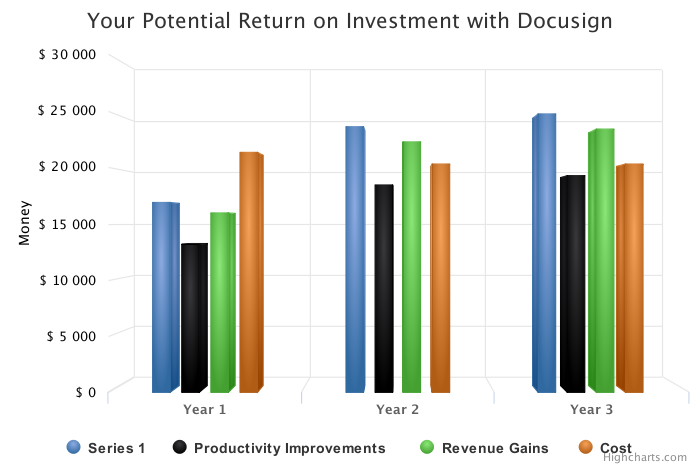 Your Potential Return on Investment with Docusign
$ 30 000
$ 25 000
$ 20 000
$ 15 000
$ 10 000
$ 5 000
$ 0
Money
Year 1 Year 2 Year 3
Series 1 Productivity Improvements Revenue Gains Cost
Highcharts.com